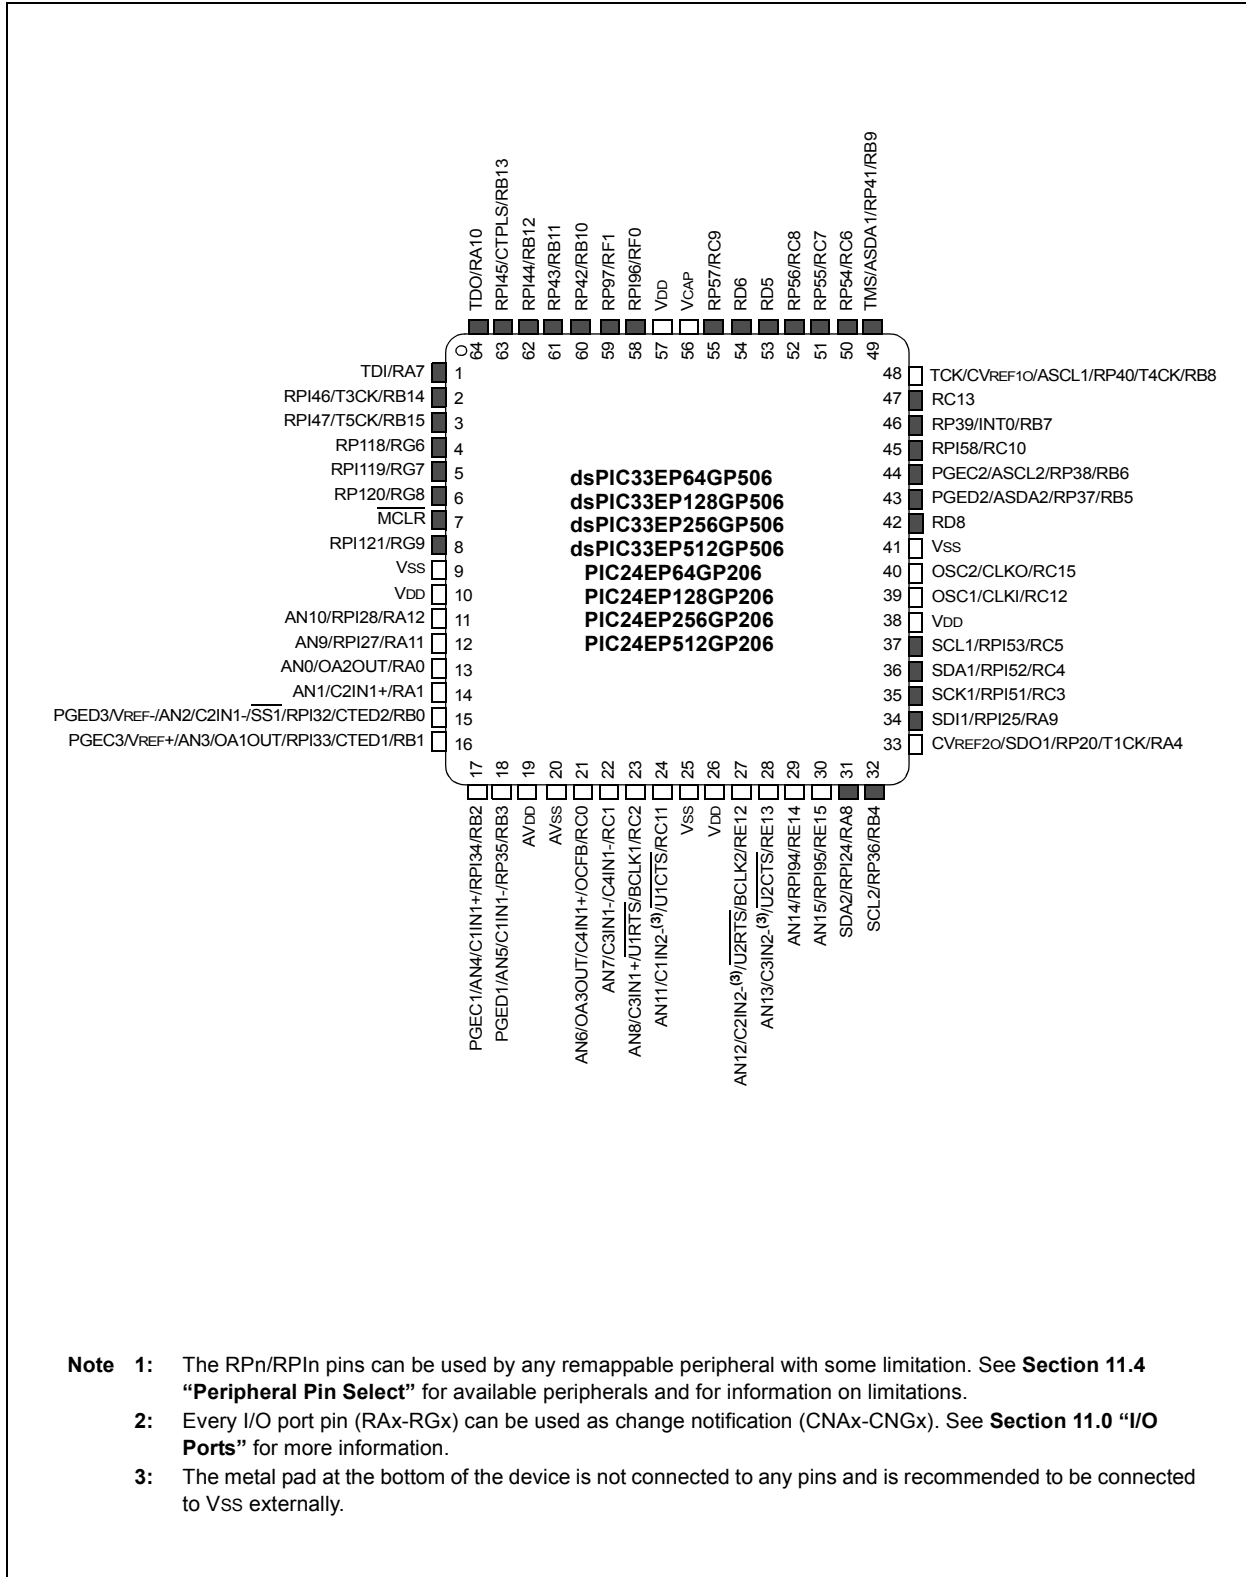 TDO/RA10
RPI45/CTPLS/RB13
RPI44/RB12
RP43/RB11
RP42/RB10
RP97/RF1
RPI96/RF0
VDD
VCAP
RP57/RC9
RD6
RD5
RP56/RC8
RP55/RC7
RP54/RC6
TMS/ASDA1/RP41/RB9
64 63 62 61 60 59 58 57 56 55 54 53 52 51 50 49
TDI/RA7 1
RPI46/T3CK/RB14 2
RPI47/T5CK/RB15 3
RP118/RG6 4
RPI119/RG7 5
RP120/RG8 6
MCLR 7
RPI121/RG9 8
VSS 9
VDD 10
AN10/RPI28/RA12 11
AN9/RPI27/RA11 12
AN0/OA2OUT/RA0 13
AN1/C2IN1+/RA1 14
PGED3/VREF-/AN2/C2IN1-/SS1/RPI32/CTED2/RB0 15
PGEC3/VREF+/AN3/OA1OUT/RPI33/CTED1/RB1 16
dsPIC33EP64GP506
dsPIC33EP128GP506
dsPIC33EP256GP506
dsPIC33EP512GP506
PIC24EP64GP206
PIC24EP128GP206
PIC24EP256GP206
PIC24EP512GP206
48 TCK/CVREF1O/ASCL1/RP40/T4CK/RB8
47 RC13
46 RP39/INT0/RB7
45 RPI58/RC10
44 PGEC2/ASCL2/RP38/RB6
43 PGED2/ASDA2/RP37/RB5
42 RD8
41 VSS
40 OSC2/CLKO/RC15
39 OSC1/CLKI/RC12
38 VDD
37 SCL1/RPI53/RC5
36 SDA1/RPI52/RC4
35 SCK1/RPI51/RC3
34 SDI1/RPI25/RA9
33 CVREF2O/SDO1/RP20/T1CK/RA4
17 18 19 20 21 22 23 24 25 26 27 28 29 30 31 32
PGEC1/AN4/C1IN1+/RPI34/RB2
PGED1/AN5/C1IN1-/RP35/RB3
AVDD
AVSS
AN6/OA3OUT/C4IN1+/OCFB/RC0
AN7/C3IN1-/C4IN1-/RC1
AN8/C3IN1+/U1RTS/BCLK1/RC2
AN11/C1IN2-(3)/U1CTS/RC11
VSS
VDD
AN12/C2IN2-(3)/U2RTS/BCLK2/RE12
AN13/C3IN2-(3)/U2CTS/RE13
AN14/RPI94/RE14
AN15/RPI95/RE15
SDA2/RPI24/RA8
SCL2/RP36/RB4
Note 1: The RPn/RPIn pins can be used by any remappable peripheral with some limitation. See Section 11.4
“Peripheral Pin Select” for available peripherals and for information on limitations.
2: Every I/O port pin (RAx-RGx) can be used as change notification (CNAx-CNGx). See Section 11.0 “I/O
Ports” for more information.
3: The metal pad at the bottom of the device is not connected to any pins and is recommended to be connected
to VSS externally.